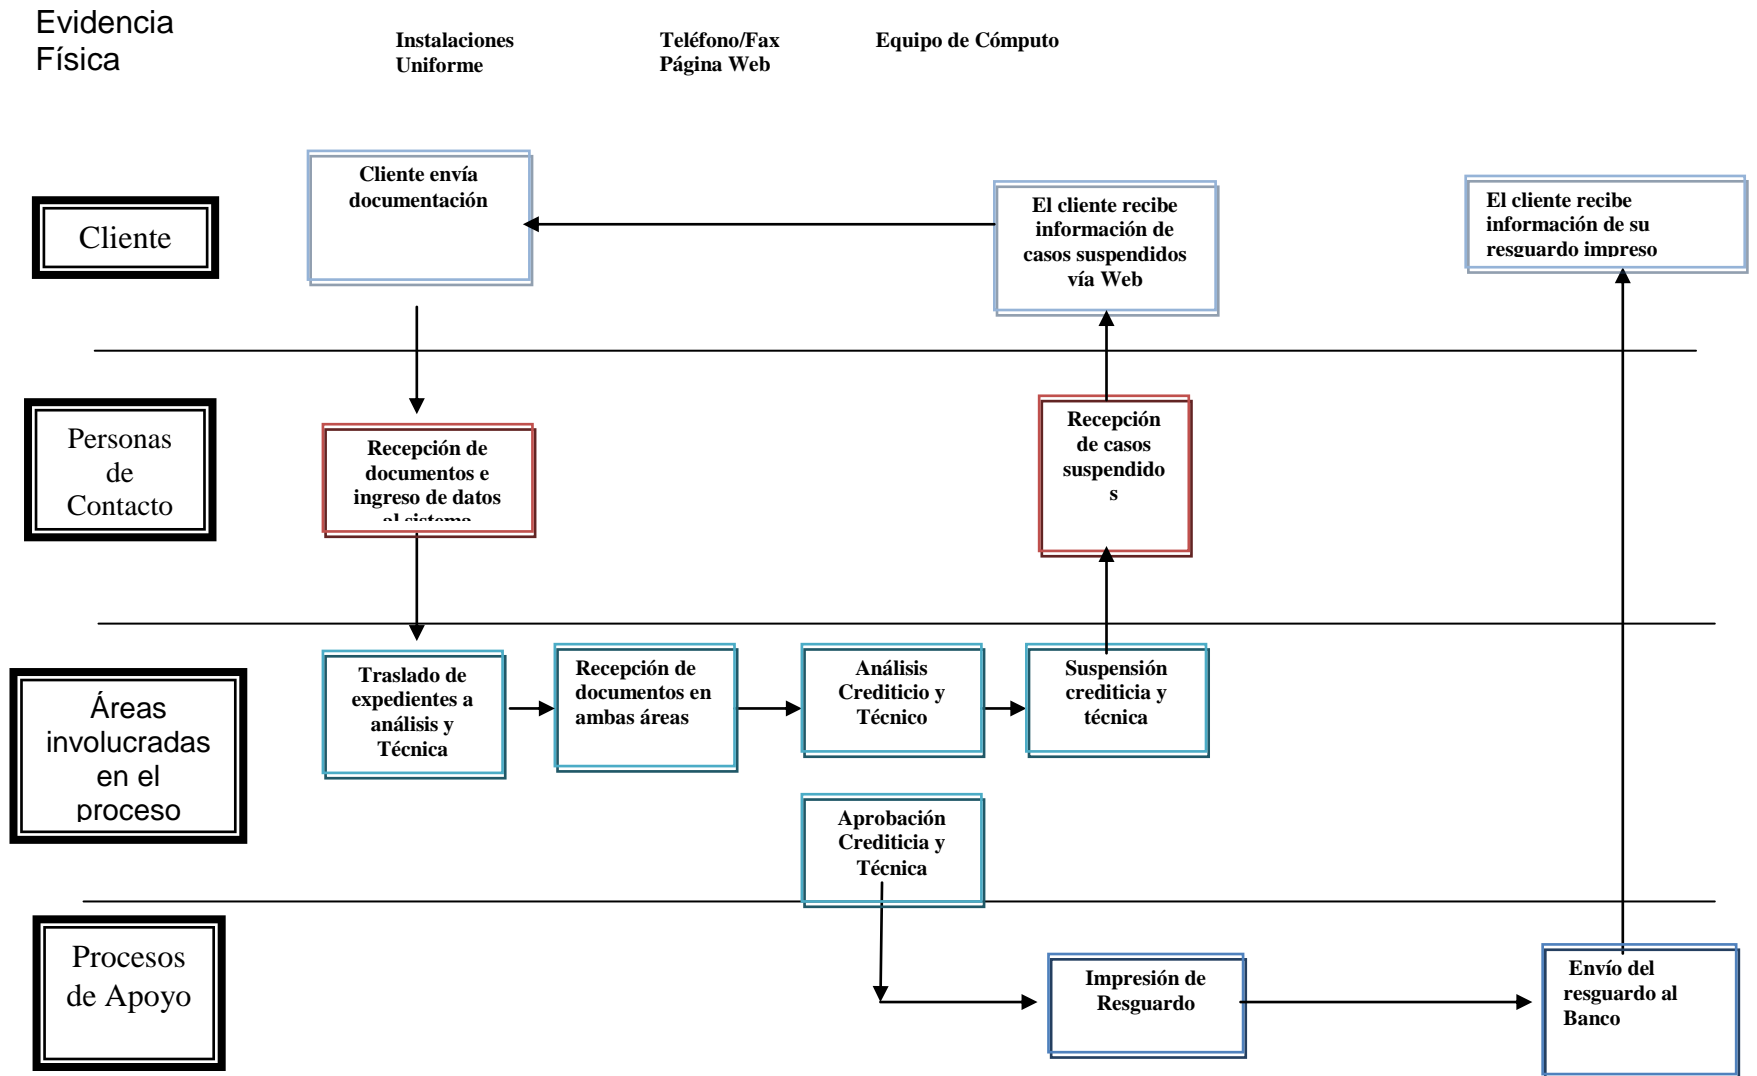 Evidencia
Física
Instalaciones
Uniforme
Teléfono/Fax
Página Web
Equipo de Cómputo
Cliente
Cliente envía
documentación
El cliente recibe
información de
casos suspendidos
vía Web
El cliente recibe
información de su
resguardo impreso
Personas
de
Contacto
Recepción de
documentos e
ingreso de datos
al sistema
Recepción
de casos
suspendido
s
Áreas
involucradas
en el
proceso
Traslado de
expedientes a
análisis y
Técnica
Recepción de
documentos en
ambas áreas
Análisis
Crediticio y
Técnico
Suspensión
crediticia y
técnica
Aprobación
Crediticia y
Técnica
Procesos
de Apoyo
Impresión de
Resguardo
Envío del
resguardo al
Banco